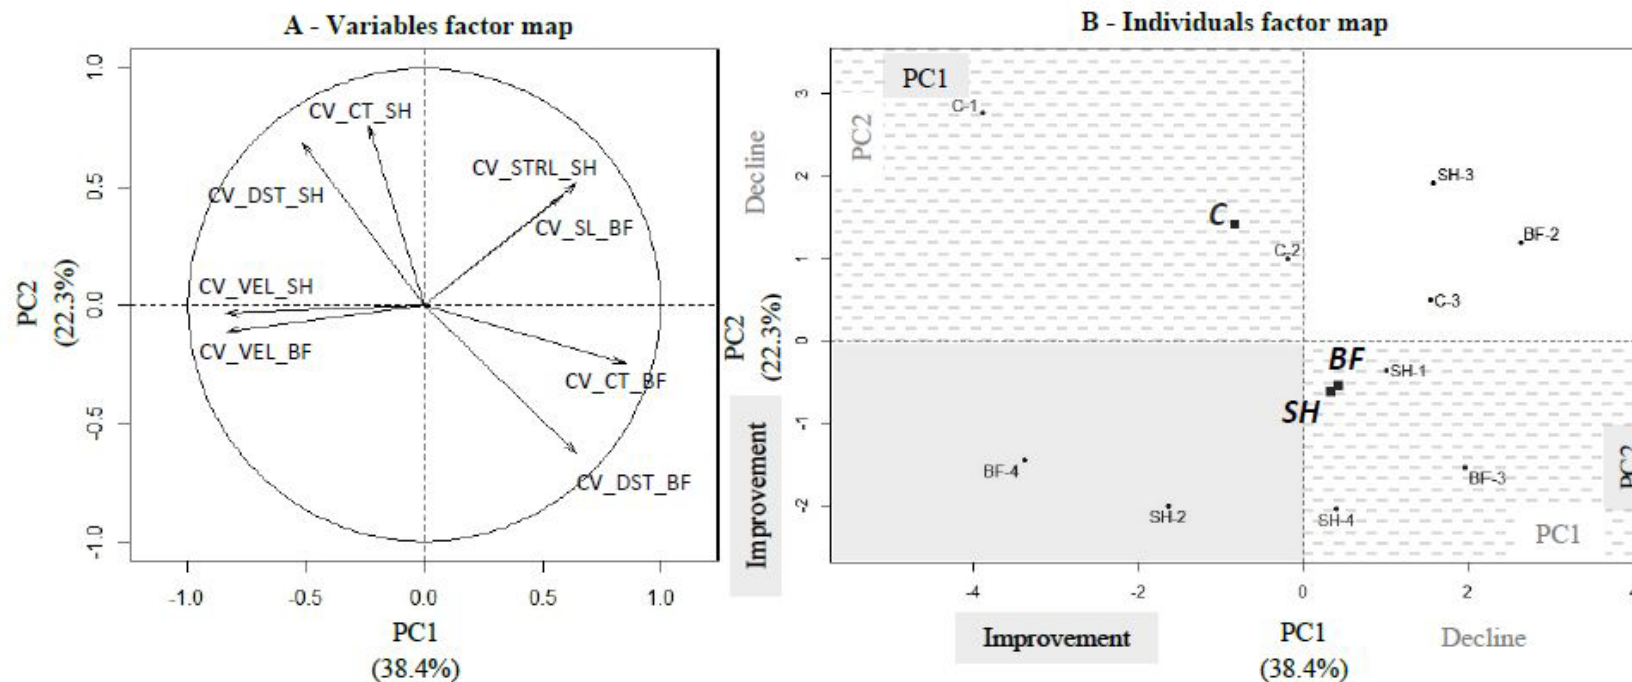 A - Variables factor map
1.0
0.5
0.0
-0.5
-1.0
PC2
(22.3%)
CV_CT_SH
CV_STRL_SH
CV_DST_SH
CV_SL_BF
CV_VEL_SH
CV_VEL_BF
CV_CT_BF
CV_DST_BF
-1.0 -0.5 0.0 0.5 1.0
PC1
(38.4%)
Decline
PC2
(22.3%)
Improvement
B - Individuals factor map
3
2
1
0
-1
-2
PC1
PC2
C-1
SH-3
C
BF-2
C-2
C-3
BF
SH-1
SH
BF-4
BF-3
PC2
SH-2
SH-4
PC1
-4 -2 0 2 4
Improvement
PC1
(38.4%)
Decline